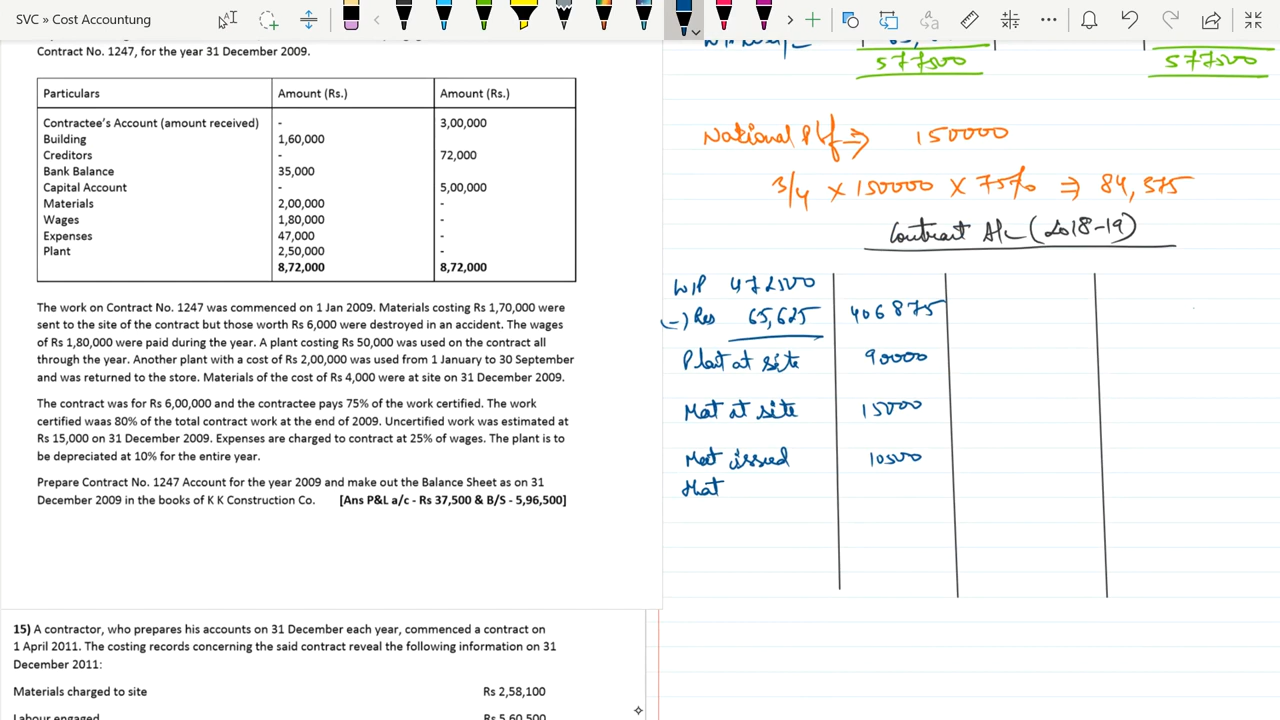 SVC » Cost Accountung
Contract No. 1247, for the year 31 December 2009.
Particulars Amount (Rs.) Amount (Rs.)
Contractee's Account (amount received) - 3,00,000
Building 1,60,000
Creditors - 72,000
Bank Balance 35,000
Capital Account - 5,00,000
Materials 2,00,000 -
Wages 1,80,000 -
Expenses 47,000 -
Plant 2,50,000 -
8,72,000 8,72,000
The work on Contract No. 1247 was commenced on 1 Jan 2009. Materials costing Rs 1,70,000 were
sent to the site of the contract but those worth Rs 6,000 were destroyed in an accident. The wages
of Rs 1,80,000 were paid during the year. A plant costing Rs 50,000 was used on the contract all
through the year. Another plant with a cost of Rs 2,00,000 was used from 1 January to 30 September
and was returned to the store. Materials of the cost of Rs 4,000 were at site on 31 December 2009.
The contract was for Rs 6,00,000 and the contractee pays 75% of the work certified. The work
certified waas 80% of the total contract work at the end of 2009. Uncertified work was estimated at
Rs 15,000 on 31 December 2009. Expenses are charged to contract at 25% of wages. The plant is to
be depreciated at 10% for the entire year.
Prepare Contract No. 1247 Account for the year 2009 and make out the Balance Sheet as on 31
December 2009 in the books of K K Construction Co. [Ans P&L a/c - Rs 37,500 & B/S - 5,96,500]
15) A contractor, who prepares his accounts on 31 December each year, commenced a contract on
1 April 2011. The costing records concerning the said contract reveal the following information on 31
December 2011:
Materials charged to site Rs 2,58,100
Labour engaged Rs 5,60,500
577500 577500
National P/f ⇒ 150000
3/4 × 150000 × 75% ⇒ 84,375
Contract A/c (2018-19)
WIP 472500
(-) Res 65,625 406875
Plant at site 90000
Mat at site 15000
Mat issued 10500
Mat